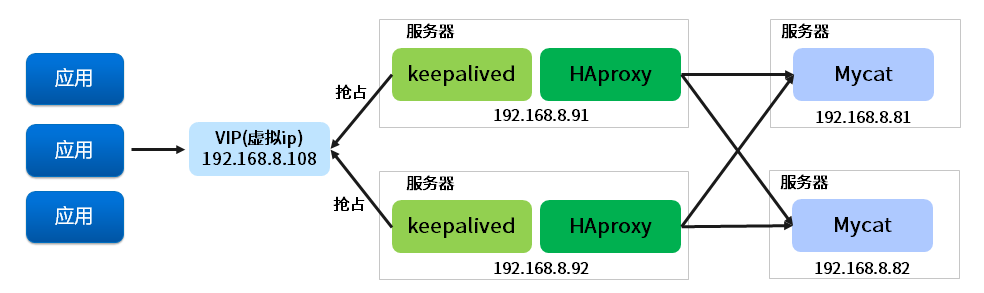 应用
应用
应用
VIP(虚拟ip)
192.168.8.108
抢占
抢占
服务器
keepalived
HAproxy
192.168.8.91
服务器
keepalived
HAproxy
192.168.8.92
服务器
Mycat
192.168.8.81
服务器
Mycat
192.168.8.82